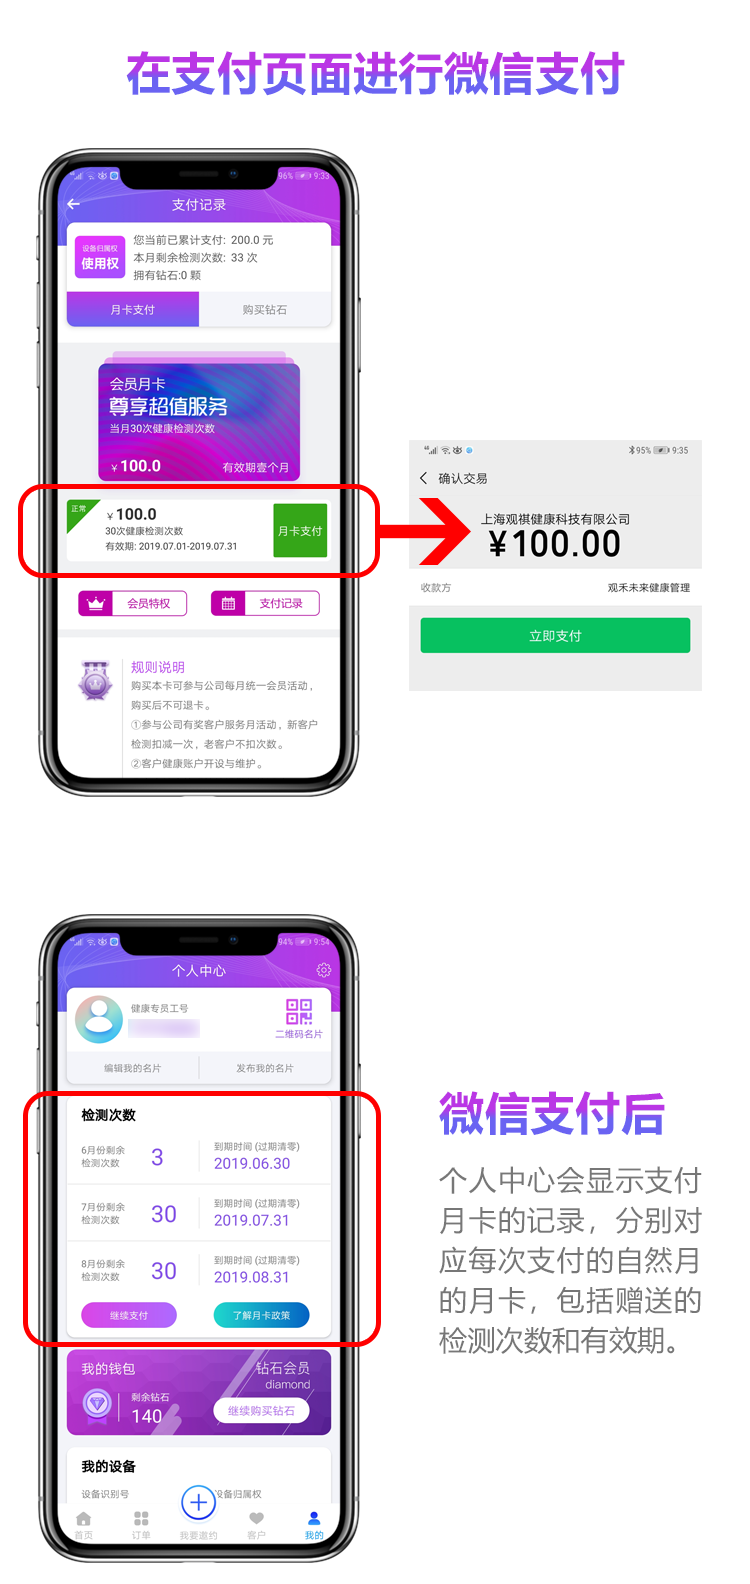 在支付页面进行微信支付
96% 9:33
支付记录
设备归属权
使用权
您当前已累计支付: 200.0 元
本月剩余检测次数: 33 次
拥有钻石:0 颗
月卡支付
购买钻石
会员月卡
尊享超值服务
当月30次健康检测次数
¥100.0
有效期壹个月
正常
¥100.0
30次健康检测次数
有效期: 2019.07.01-2019.07.31
月卡支付
会员特权
支付记录
规则说明
购买本卡可参与公司每月统一会员活动，
购买后不可退卡。
①参与公司有奖客户服务月活动，新客户
检测扣减一次，老客户不扣次数。
②客户健康账户开设与维护。
95% 9:35
确认交易
上海观祺健康科技有限公司
¥100.00
收款方
观禾未来健康管理
立即支付
94% 9:54
个人中心
健康专员工号
二维码名片
编辑我的名片
发布我的名片
检测次数
6月份剩余
检测次数
3
到期时间 (过期清零)
2019.06.30
7月份剩余
检测次数
30
到期时间 (过期清零)
2019.07.31
8月份剩余
检测次数
30
到期时间 (过期清零)
2019.08.31
继续支付
了解月卡政策
我的钱包
钻石会员
diamond
剩余钻石
140
继续购买钻石
我的设备
设备识别号
设备归属权
首页
订单
我要邀约
客户
我的
微信支付后
个人中心会显示支付
月卡的记录，分别对
应每次支付的自然月
的月卡，包括赠送的
检测次数和有效期。